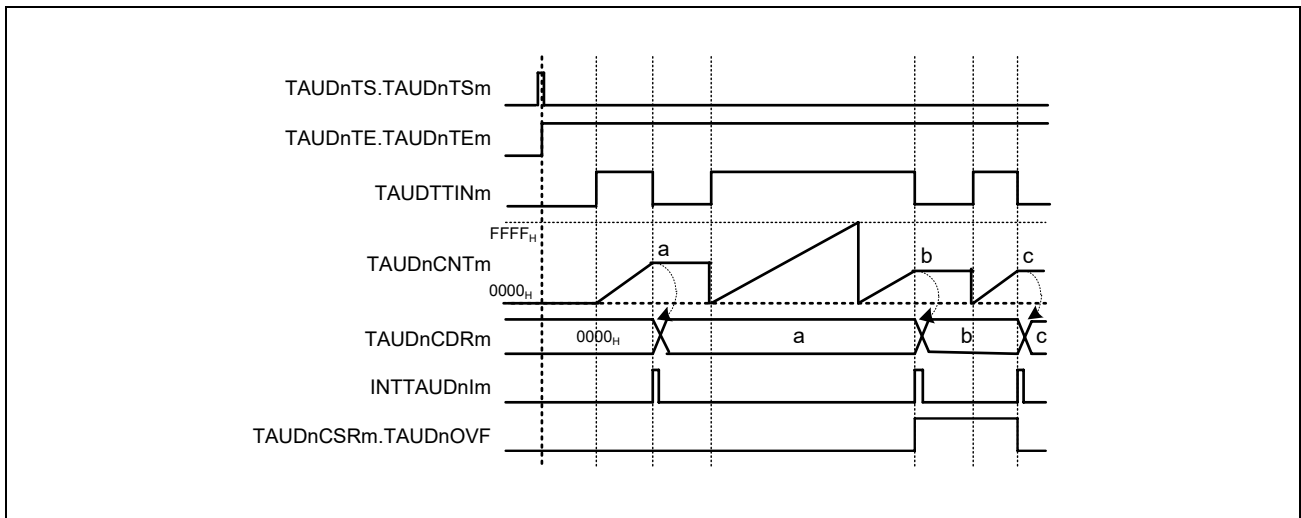 TAUDnTS.TAUDnTSm
TAUDnTE.TAUDnTEm
TAUDTTINm
FFFFH
a
b
c
TAUDnCNTm
0000H
TAUDnCDRm
0000H
a
b
c
INTTAUDnIm
TAUDnCSRm.TAUDnOVF